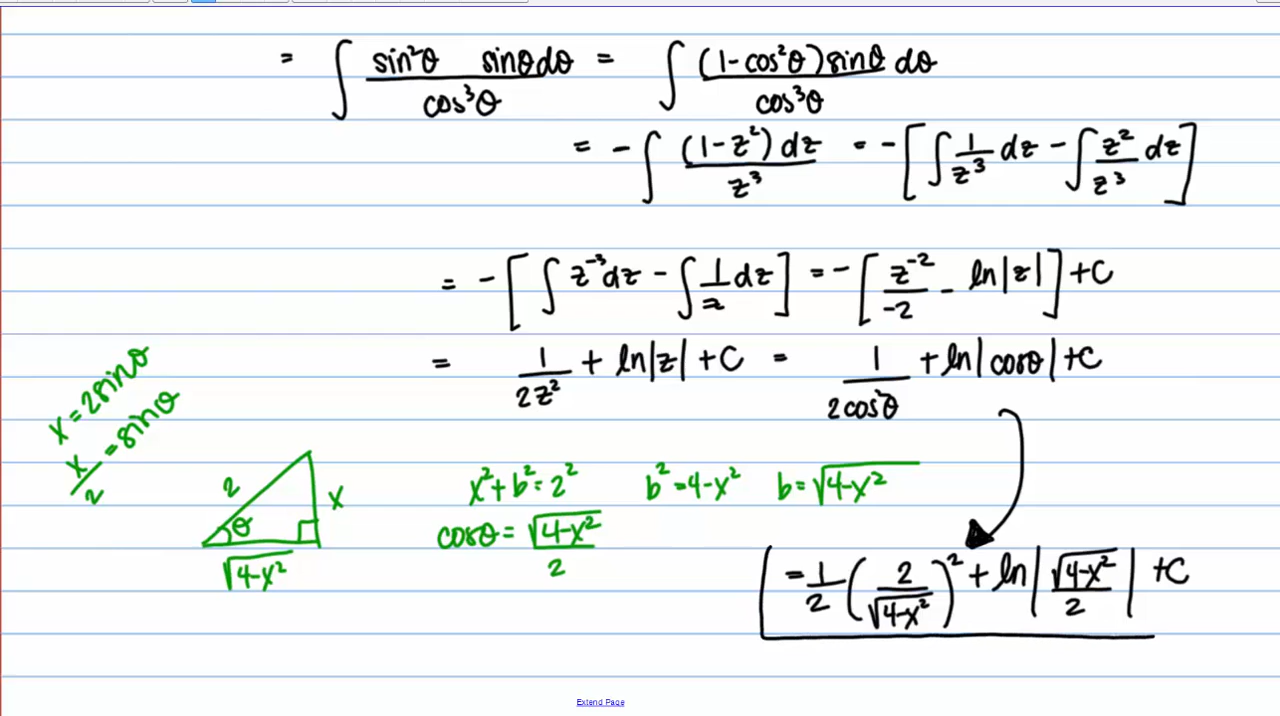 = ∫ sin²θ sinθdθ / cos³θ = ∫ (1-cos²θ)sinθ dθ / cos³θ
= -∫ (1-z²)dz / z³ = -[∫ 1/z³ dz - ∫ z²/z³ dz]
= -[∫ z⁻³dz - ∫ 1/z dz] = -[z⁻²/-2 - ln|z|] +C
= 1/2z² + ln|z| +C = 1/2cos²θ + ln|cosθ| +C
x = 2sinθ
x/2 = sinθ
2
θ
x
√4-x²
x² + b² = 2² b² = 4-x² b = √4-x²
cosθ = √4-x² / 2
= 1/2 (2/√4-x²)² + ln|√4-x² / 2| +C
Extend Page